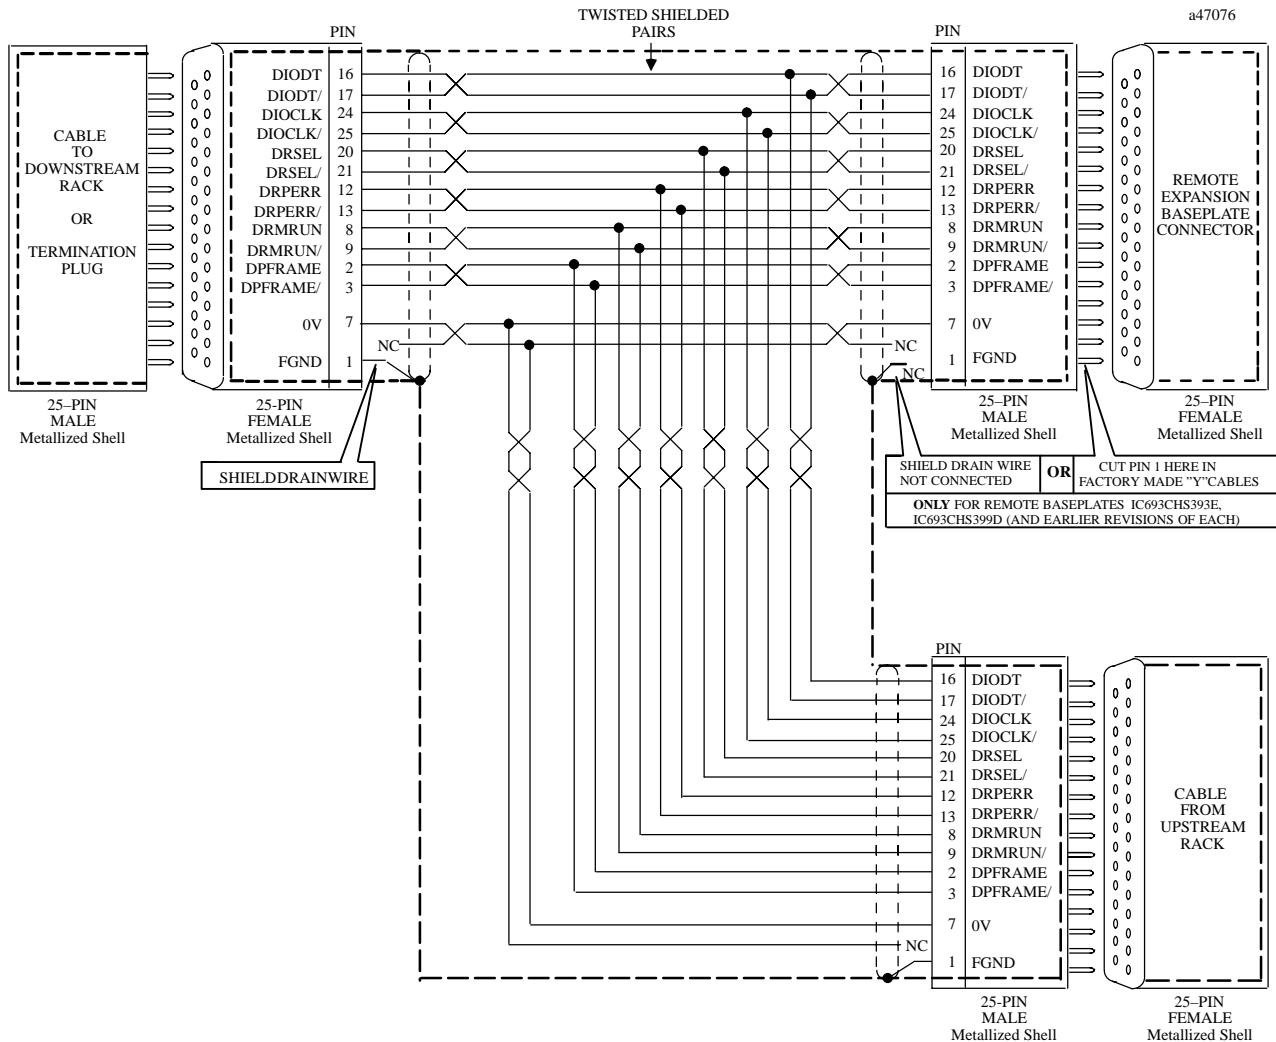 TWISTED SHIELDED
PAIRS
a47076
PIN
PIN
CABLE
TO
DOWNSTREAM
RACK
OR
TERMINATION
PLUG
DIODT 16
DIODT/ 17
DIOCLK 24
DIOCLK/ 25
DRSEL 20
DRSEL/ 21
DRPERR 12
DRPERR/ 13
DRMRUN 8
DRMRUN/ 9
DPFRAME 2
DPFRAME/ 3
0V 7
NC
FGND 1
16 DIODT
17 DIODT/
24 DIOCLK
25 DIOCLK/
20 DRSEL
21 DRSEL/
12 DRPERR
13 DRPERR/
8 DRMRUN
9 DRMRUN/
2 DPFRAME
3 DPFRAME/
7 0V
NC
1 FGND
NC
REMOTE
EXPANSION
BASEPLATE
CONNECTOR
25–PIN
MALE
Metallized Shell
25-PIN
FEMALE
Metallized Shell
25–PIN
MALE
Metallized Shell
25–PIN
FEMALE
Metallized Shell
SHIELDDRAINWIRE
SHIELD DRAIN WIRE
NOT CONNECTED
OR
CUT PIN 1 HERE IN
FACTORY MADE ”Y”CABLES
ONLY FOR REMOTE BASEPLATES IC693CHS393E,
IC693CHS399D (AND EARLIER REVISIONS OF EACH)
PIN
16 DIODT
17 DIODT/
24 DIOCLK
25 DIOCLK/
20 DRSEL
21 DRSEL/
12 DRPERR
13 DRPERR/
8 DRMRUN
9 DRMRUN/
2 DPFRAME
3 DPFRAME/
7 0V
NC
1 FGND
CABLE
FROM
UPSTREAM
RACK
25-PIN
MALE
Metallized Shell
25–PIN
FEMALE
Metallized Shell